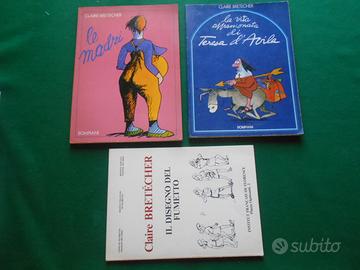 CLAIRE BRETÉCHER
le madri
BOMPIANI
CLAIRE BRETÉCHER
la vita
appassionata
di
Teresa d'Avila
BOMPIANI
Claire BRETÉCHER
IL DISEGNO DEL
FUMETTO
INSTITUT FRANÇAIS DE FLORENCE
subito